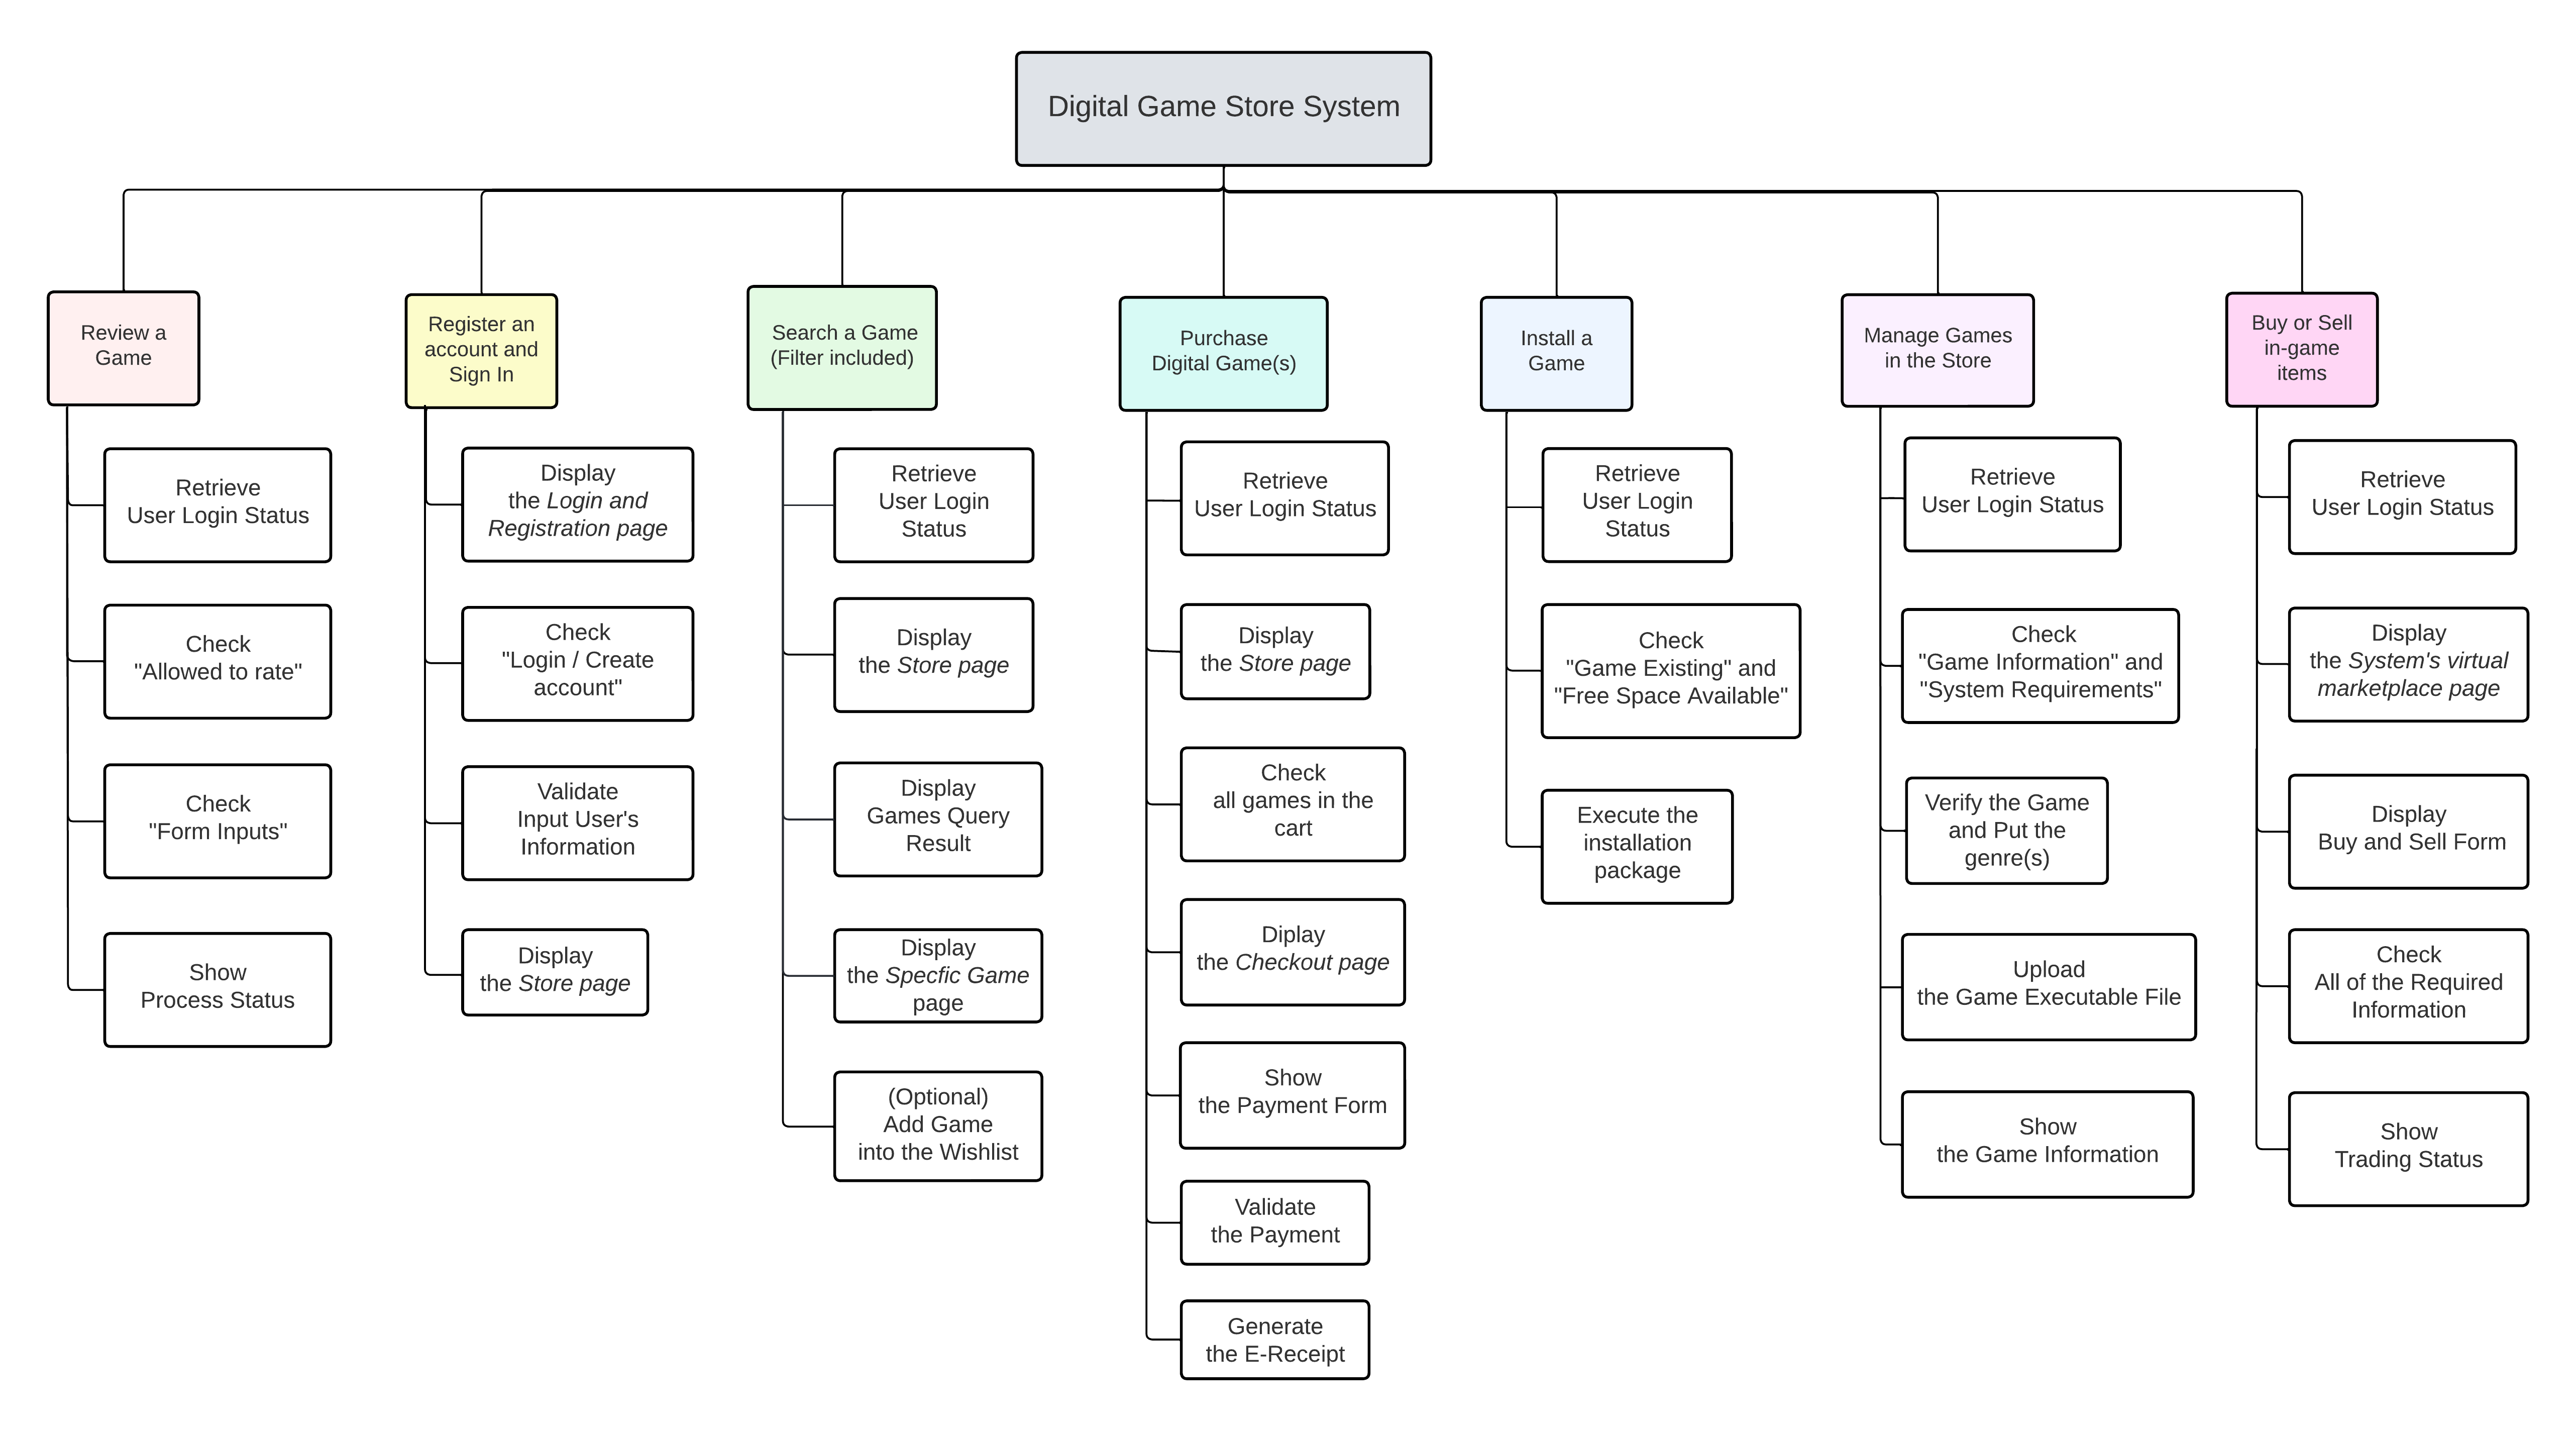 Digital Game Store System
Review a
Game
Retrieve
User Login Status
Check
"Allowed to rate"
Check
"Form Inputs"
Show
Process Status
Register an
account and
Sign In
Display
the Login and
Registration page
Check
"Login / Create
account"
Validate
Input User's
Information
Display
the Store page
Search a Game
(Filter included)
Retrieve
User Login
Status
Display
the Store page
Display
Games Query
Result
Display
the Specfic Game
page
(Optional)
Add Game
into the Wishlist
Purchase
Digital Game(s)
Retrieve
User Login Status
Display
the Store page
Check
all games in the
cart
Diplay
the Checkout page
Show
the Payment Form
Validate
the Payment
Generate
the E-Receipt
Install a
Game
Retrieve
User Login
Status
Check
"Game Existing" and
"Free Space Available"
Execute the
installation
package
Manage Games
in the Store
Retrieve
User Login Status
Check
"Game Information" and
"System Requirements"
Verify the Game
and Put the
genre(s)
Upload
the Game Executable File
Show
the Game Information
Buy or Sell
in-game
items
Retrieve
User Login Status
Display
the System's virtual
marketplace page
Display
Buy and Sell Form
Check
All of the Required
Information
Show
Trading Status